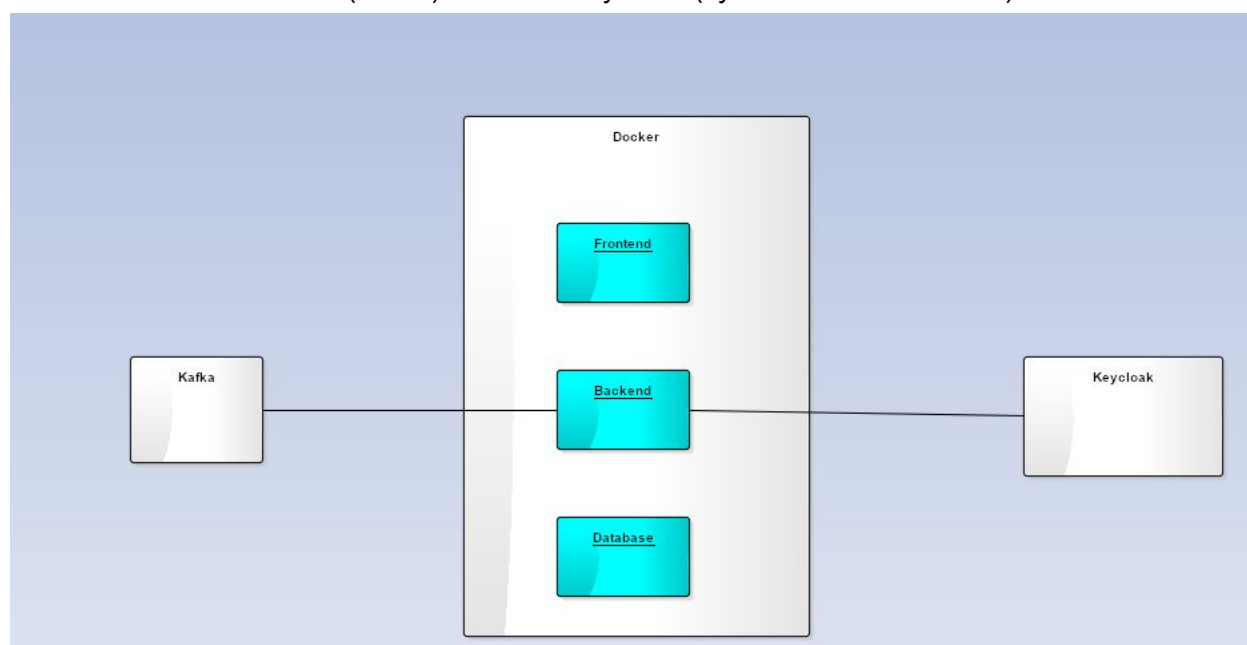 Docker
Frontend
Kafka
Backend
Keycloak
Database